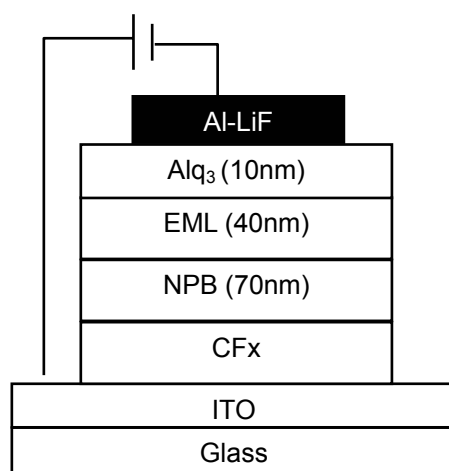 Al-LiF
Alq₃ (10nm)
EML (40nm)
NPB (70nm)
CFx
ITO
Glass